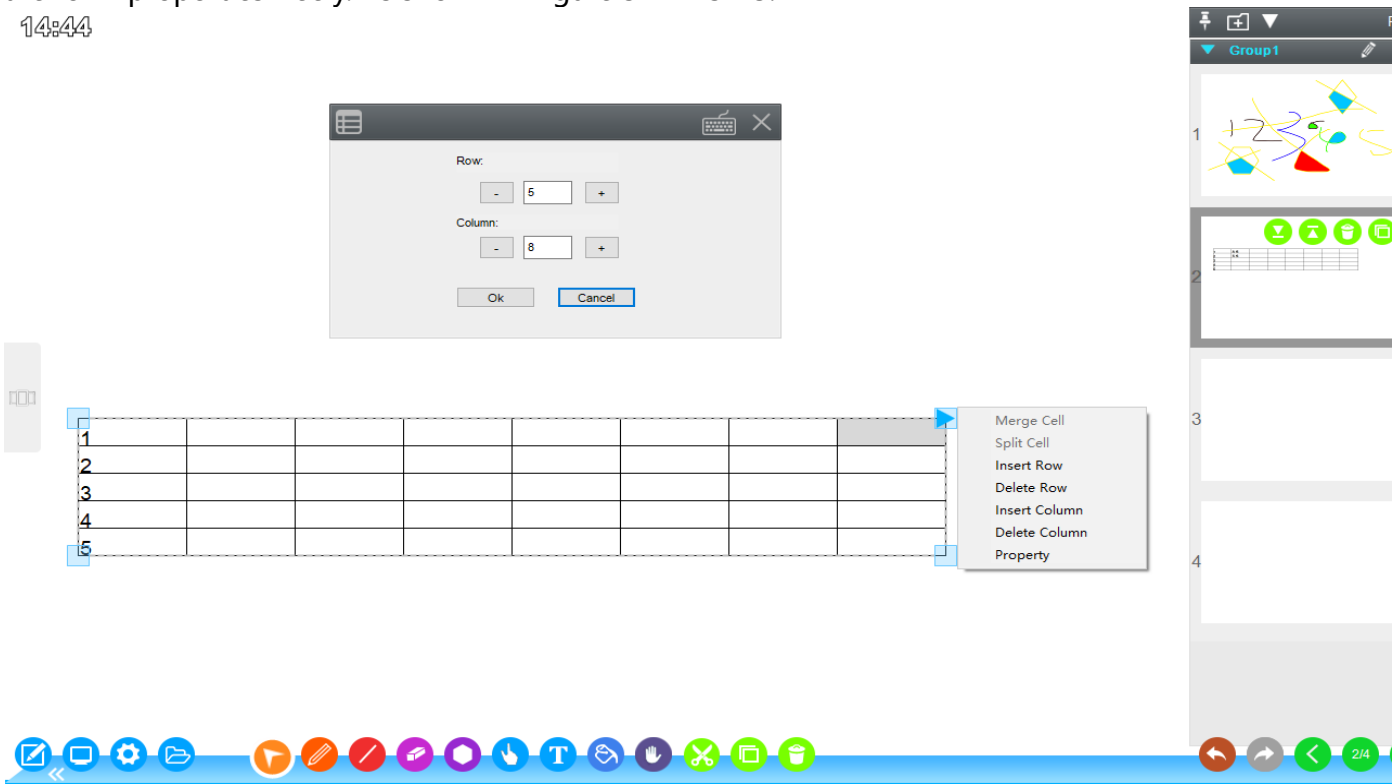 14:44
Group1
Row:
- 5 +
Column:
- 8 +
Ok Cancel
1
2
3
4
5
Merge Cell
Split Cell
Insert Row
Delete Row
Insert Column
Delete Column
Property
1
12345
2
3
4
T
2/4